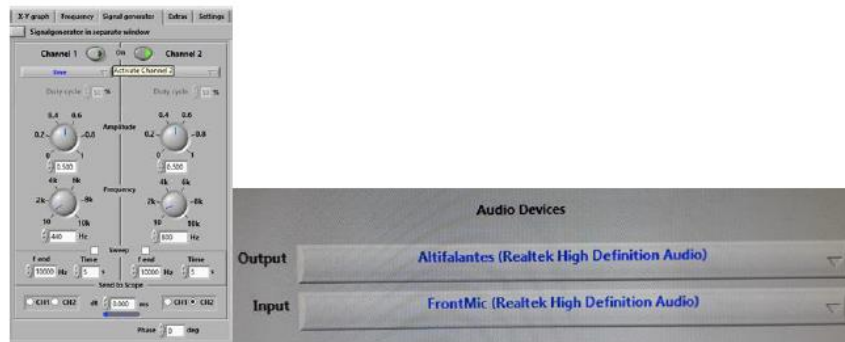 X-Y graph Frequency Signal generator Extras Settings
Signalgenerator in separate window
Channel 1 On Channel 2
Sine Activate Channel 2
Duty cycle % Duty cycle %
0.4 0.6 0.4 0.6
Amplitude
0.2 0.8 0.2 0.8
0 1 0 1
0.500 0.500
4k 6k 4k 6k
Frequency
2k 8k 2k 8k
10 10k 10 10k
440 Hz Hz
Sweep
f end Time f end Time
10000 Hz 5 s 10000 Hz 5 s
Send to Scope
CH1 CH2 dt 0.000 ms CH1 CH2
Phase 0 deg
Audio Devices
Output Altifalantes (Realtek High Definition Audio)
Input FrontMic (Realtek High Definition Audio)